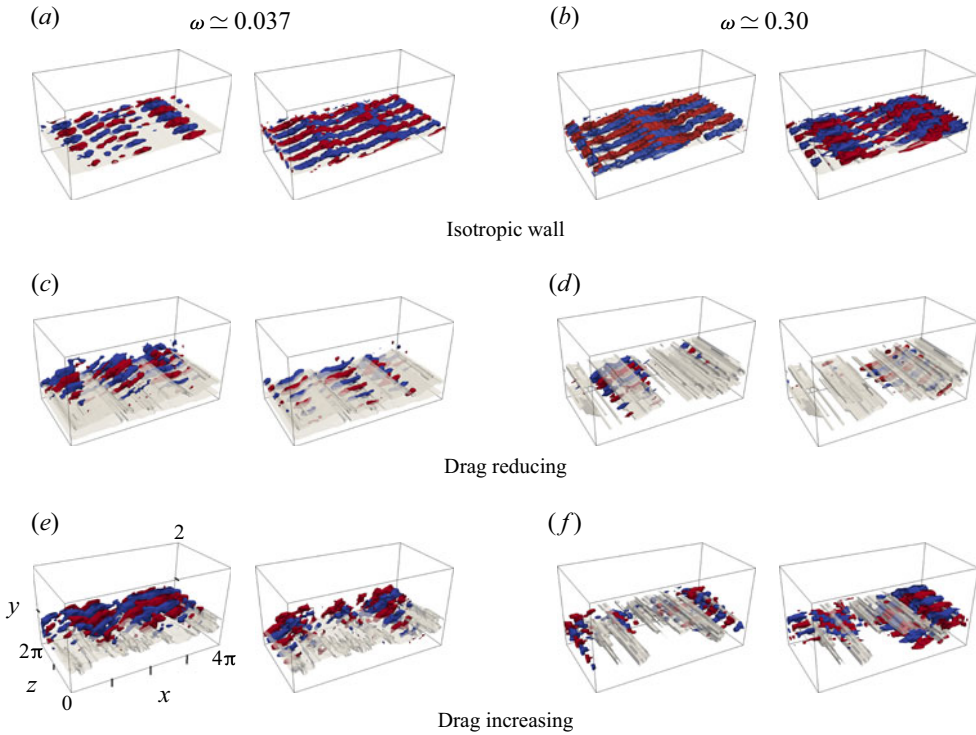 (a) ω ≃ 0.037 (b) ω ≃ 0.30
Isotropic wall
(c) (d)
Drag reducing
(e) 2 (f)
y
2π
z
0
x
4π
Drag increasing